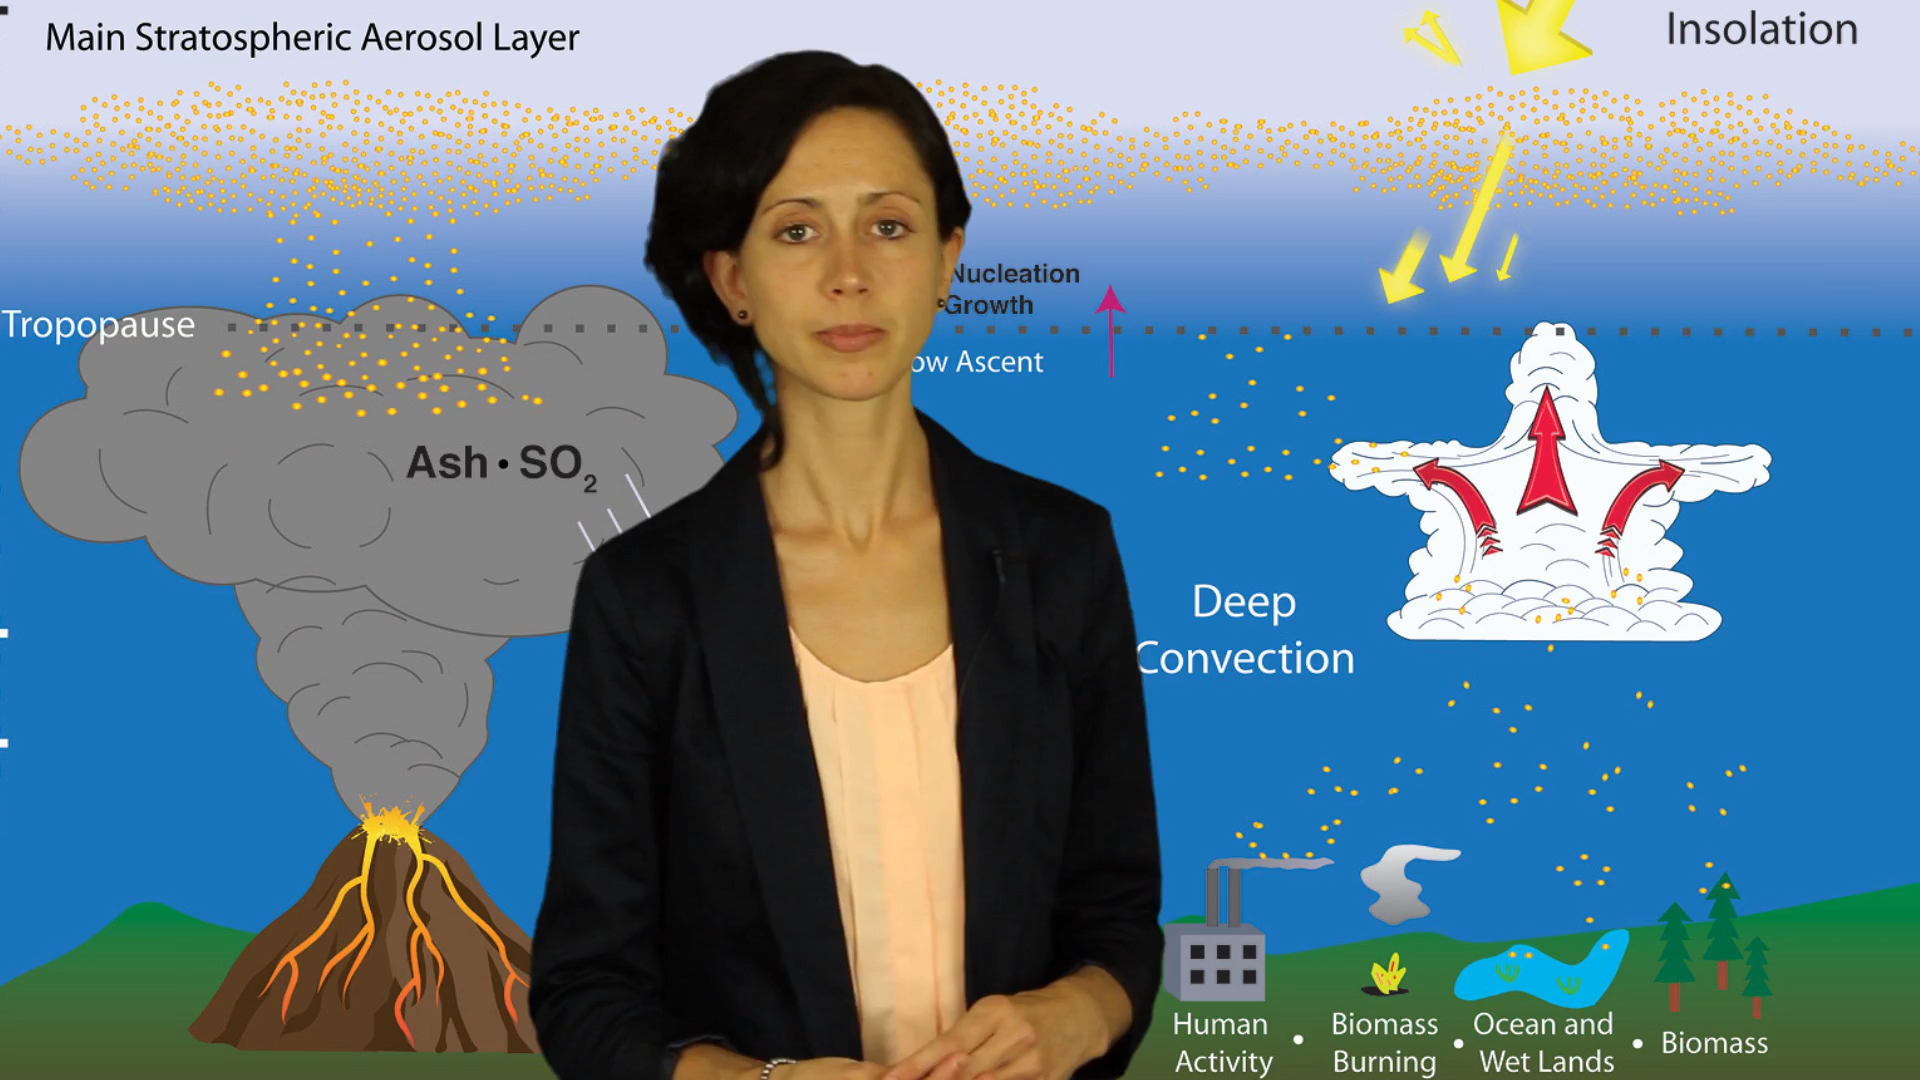 Main Stratospheric Aerosol Layer
Insolation
Nucleation
Growth
Tropopause
Ascent
Ash • SO₂
Deep
Convection
Human
Activity
•
Biomass
Burning
•
Ocean and
Wet Lands
•
Biomass